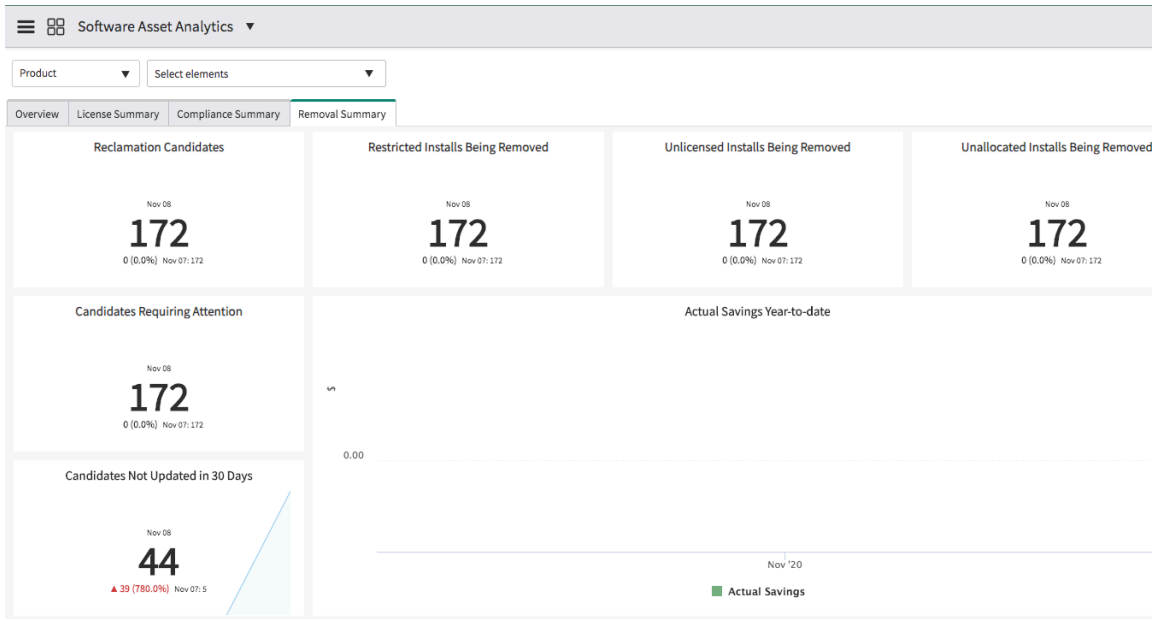 Software Asset Analytics ▼
Product ▼ Select elements ▼
Overview License Summary Compliance Summary Removal Summary
Reclamation Candidates
Nov 08
172
0 (0.0%) Nov 07: 172
Restricted Installs Being Removed
Nov 08
172
0 (0.0%) Nov 07: 172
Unlicensed Installs Being Removed
Nov 08
172
0 (0.0%) Nov 07: 172
Unallocated Installs Being Removed
Nov 08
172
0 (0.0%) Nov 07: 172
Candidates Requiring Attention
Nov 08
172
0 (0.0%) Nov 07: 172
Candidates Not Updated in 30 Days
Nov 08
44
▲ 39 (780.0%) Nov 07: 5
Actual Savings Year-to-date
$
0.00
Nov '20
Actual Savings